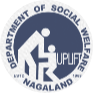 DEPARTMENT OF SOCIAL WELFARE
UPLIFT
NAGALAND